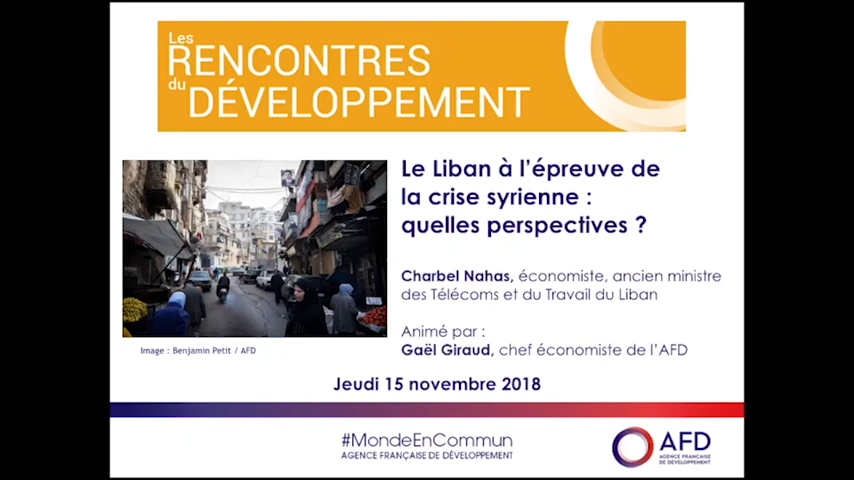 Les
RENCONTRES
du
DÉVELOPPEMENT
Le Liban à l'épreuve de
la crise syrienne :
quelles perspectives ?
Charbel Nahas, économiste, ancien ministre
des Télécoms et du Travail du Liban
Animé par :
Gaël Giraud, chef économiste de l'AFD
Image : Benjamin Petit / AFD
Jeudi 15 novembre 2018
#MondeEnCommun
AGENCE FRANÇAISE DE DÉVELOPPEMENT
AFD
AGENCE FRANÇAISE
DE DÉVELOPPEMENT